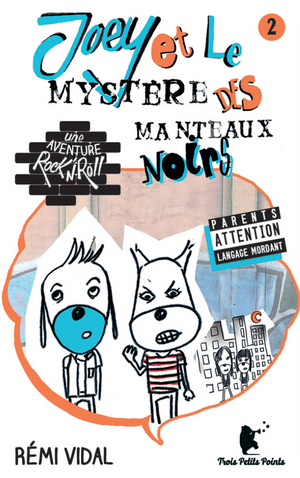 2
Joey et Le
MYSTÈRE DES
MANTEAUX
NOiRS
une
AVENTURE
Rock'N'Roll
PARENTS
ATTENTION
LANGAGE MORDANT
C
RÉMI VIDAL
Trois Petits Points